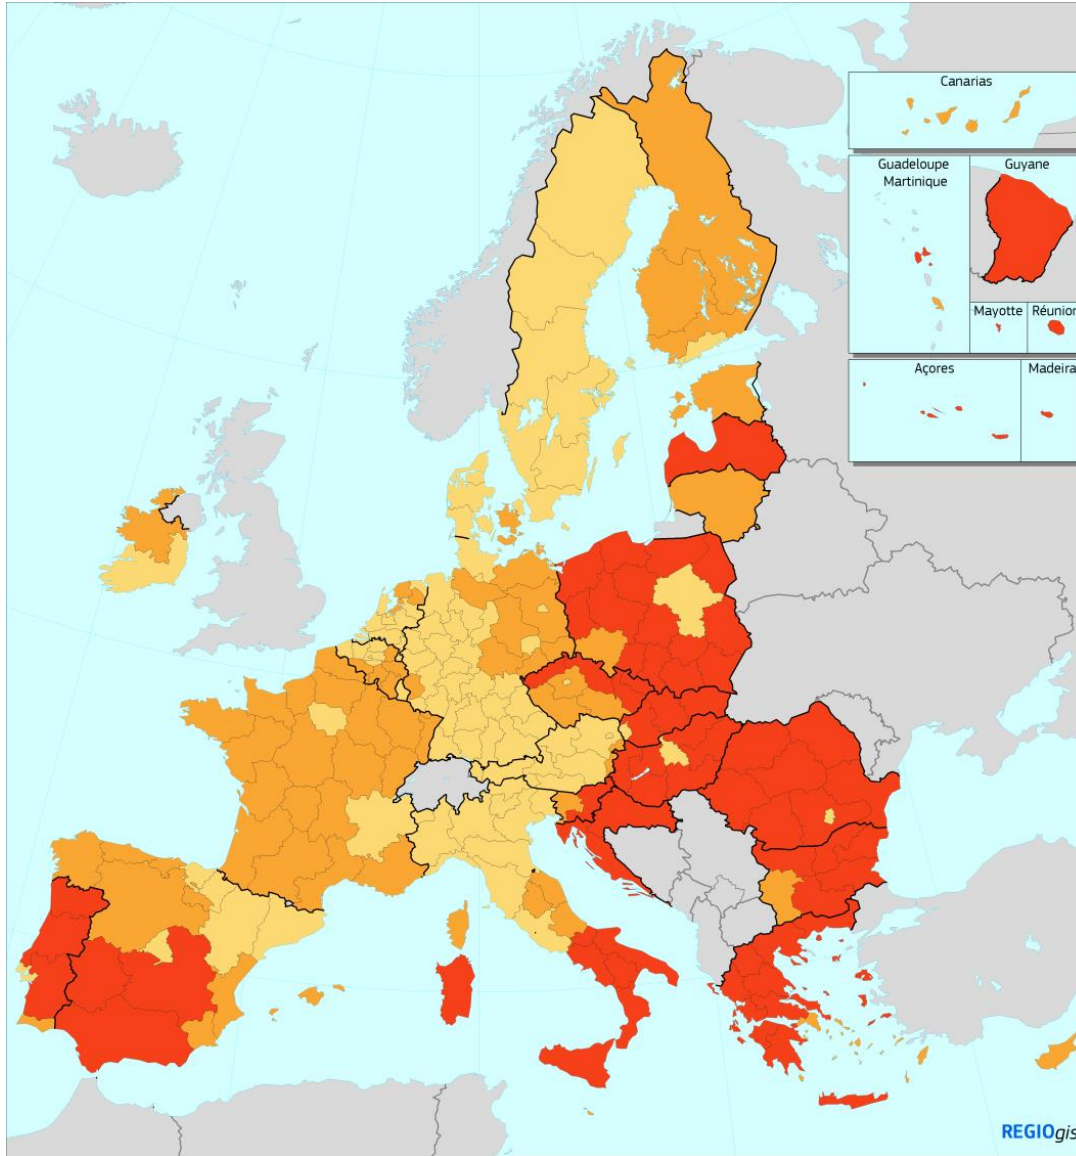 Canarias
Guadeloupe
Martinique
Guyane
Mayotte
Réunion
Açores
Madeira
REGIOgis